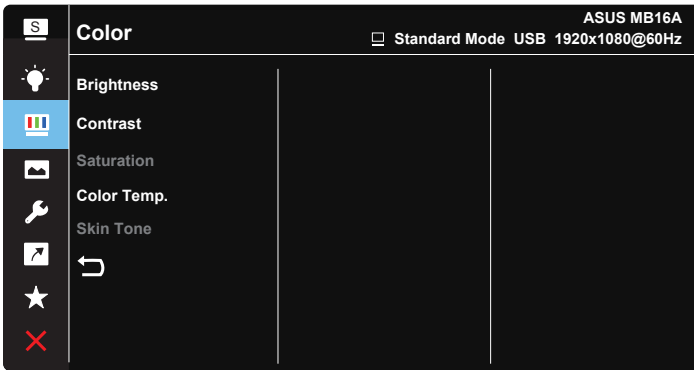 S
ASUS MB16A
Color
Standard Mode USB 1920x1080@60Hz
Brightness
Contrast
Saturation
Color Temp.
Skin Tone